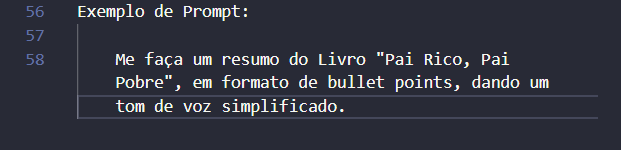 56 Exemplo de Prompt:
57
58 Me faça um resumo do Livro "Pai Rico, Pai
Pobre", em formato de bullet points, dando um
tom de voz simplificado.